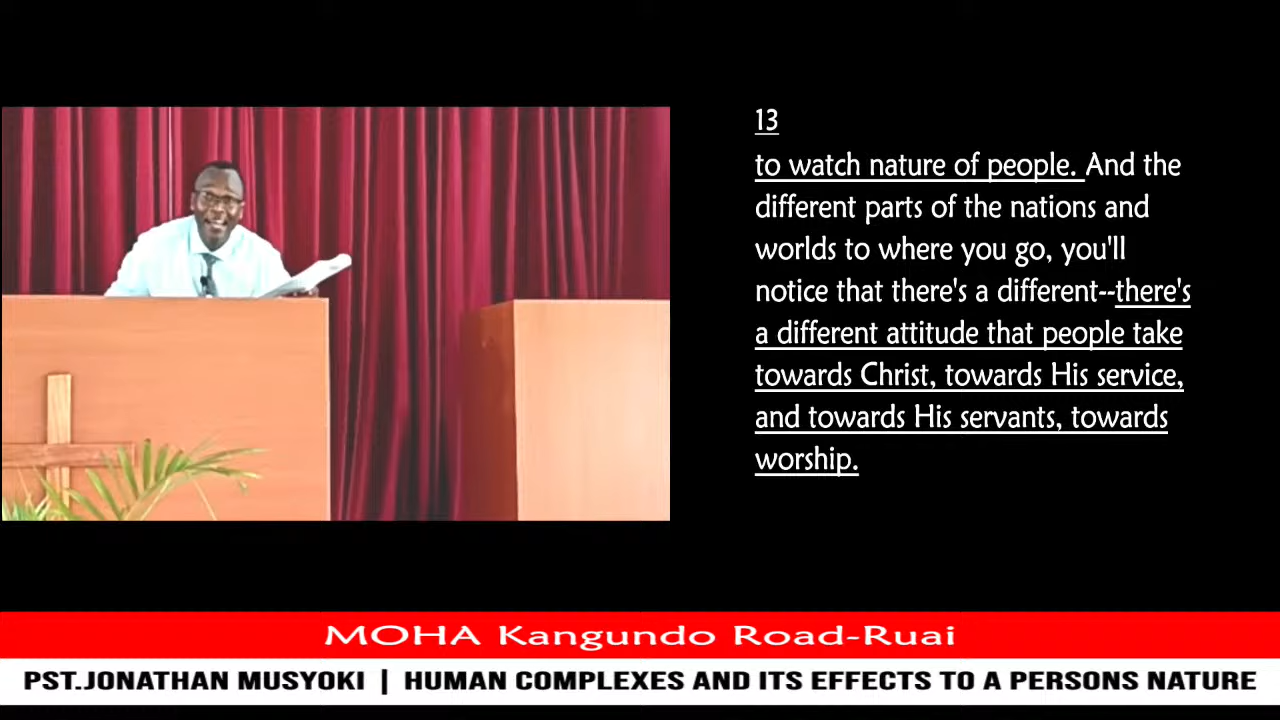 13
to watch nature of people. And the
different parts of the nations and
worlds to where you go, you'll
notice that there's a different--there's
a different attitude that people take
towards Christ, towards His service,
and towards His servants, towards
worship.
MOHA Kangundo Road-Ruai
PST.JONATHAN MUSYOKI | HUMAN COMPLEXES AND ITS EFFECTS TO A PERSONS NATURE